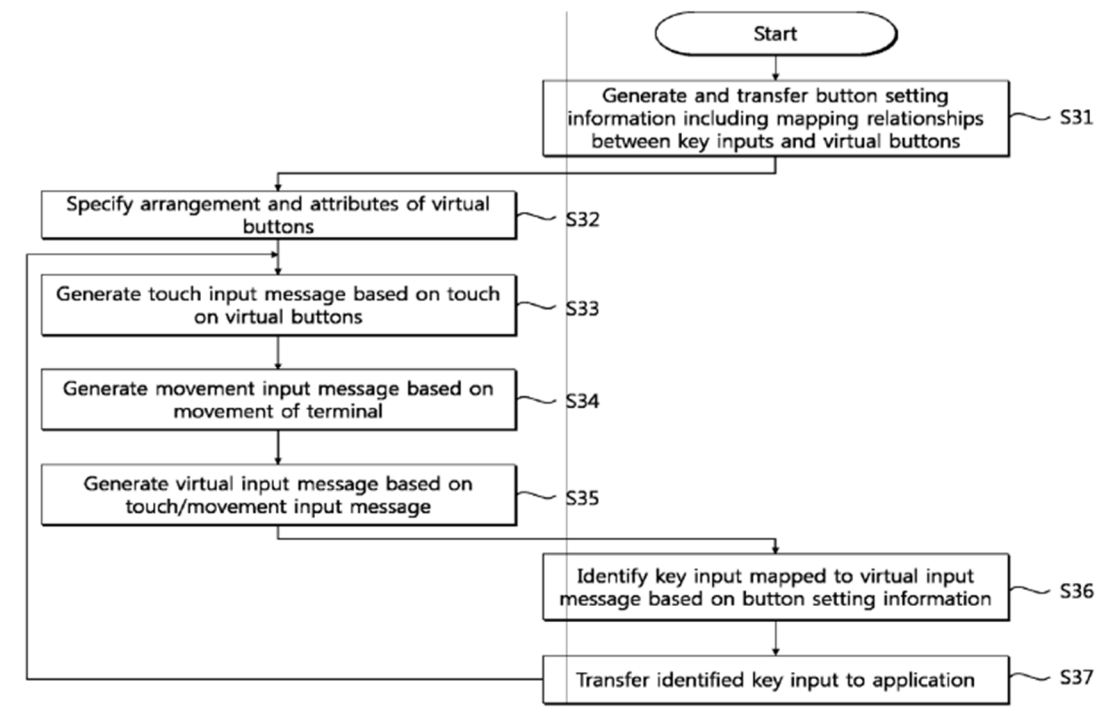 Start
Generate and transfer button setting
information including mapping relationships
between key inputs and virtual buttons
S31
Specify arrangement and attributes of virtual
buttons
S32
Generate touch input message based on touch
on virtual buttons
S33
Generate movement input message based on
movement of terminal
S34
Generate virtual input message based on
touch/movement input message
S35
Identify key input mapped to virtual input
message based on button setting information
S36
Transfer identified key input to application
S37